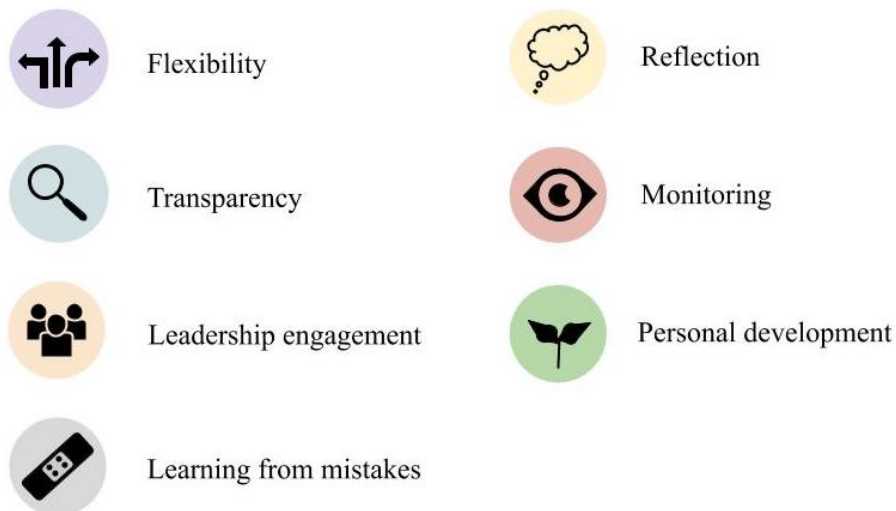 Flexibility
Transparency
Leadership engagement
Learning from mistakes
Reflection
Monitoring
Personal development